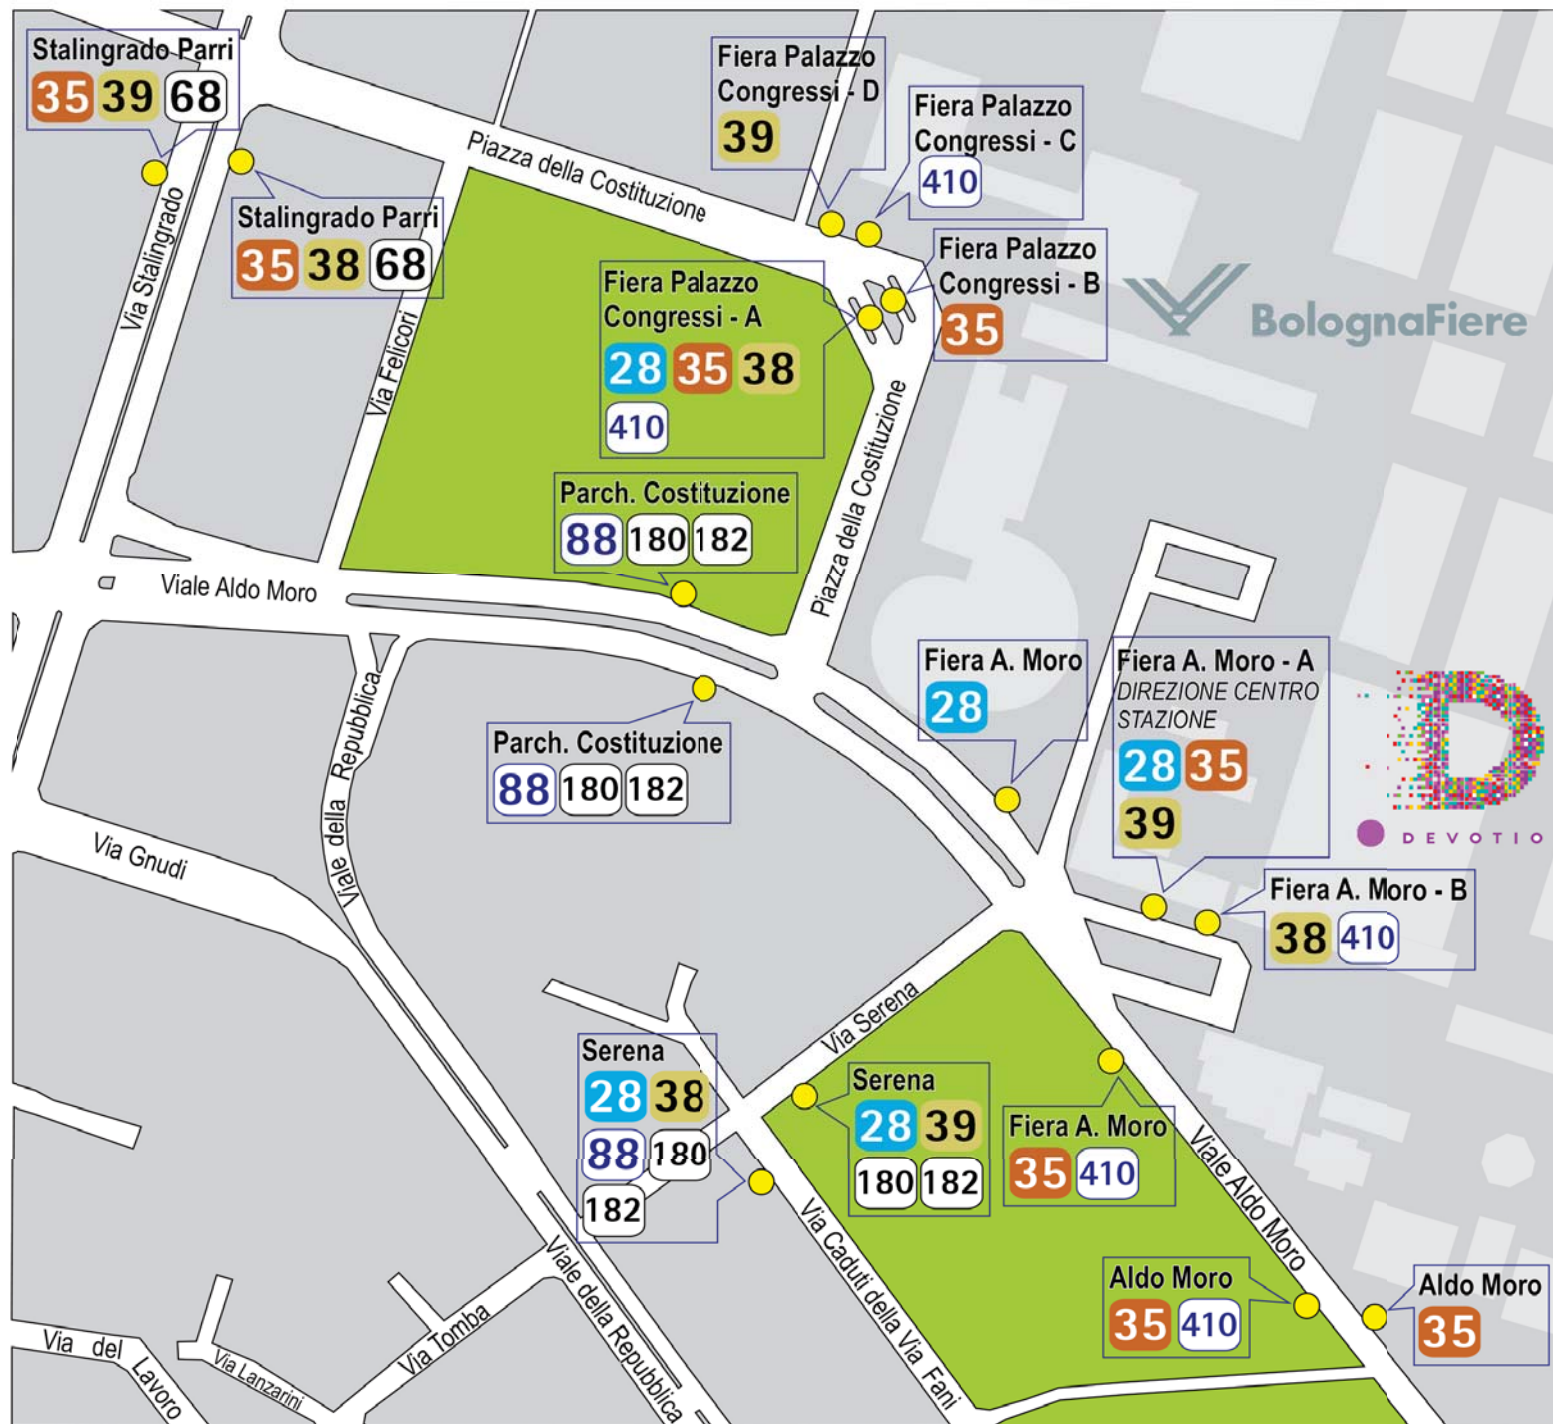 Stalingrado Parri
35 39 68
Stalingrado Parri
35 38 68
Via Stalingrado
Via Felicori
Piazza della Costituzione
Fiera Palazzo
Congressi - D
39
Fiera Palazzo
Congressi - C
410
Fiera Palazzo
Congressi - B
35
Fiera Palazzo
Congressi - A
28 35 38
410
BolognaFiere
Piazza della Costituzione
Parch. Costituzione
88 180 182
Viale Aldo Moro
Parch. Costituzione
88 180 182
Viale della Repubblica
Via Gnudi
Fiera A. Moro
28
Fiera A. Moro - A
DIREZIONE CENTRO
STAZIONE
28 35
39
D
DEVOTIO
Fiera A. Moro - B
38 410
Via Serena
Serena
28 38
88 180
182
Serena
28 39
180 182
Fiera A. Moro
35 410
Viale Aldo Moro
Aldo Moro
35 410
Aldo Moro
35
Via Caduti della Via Fani
Viale della Repubblica
Via Tomba
Via Lanzarini
Via del Lavoro